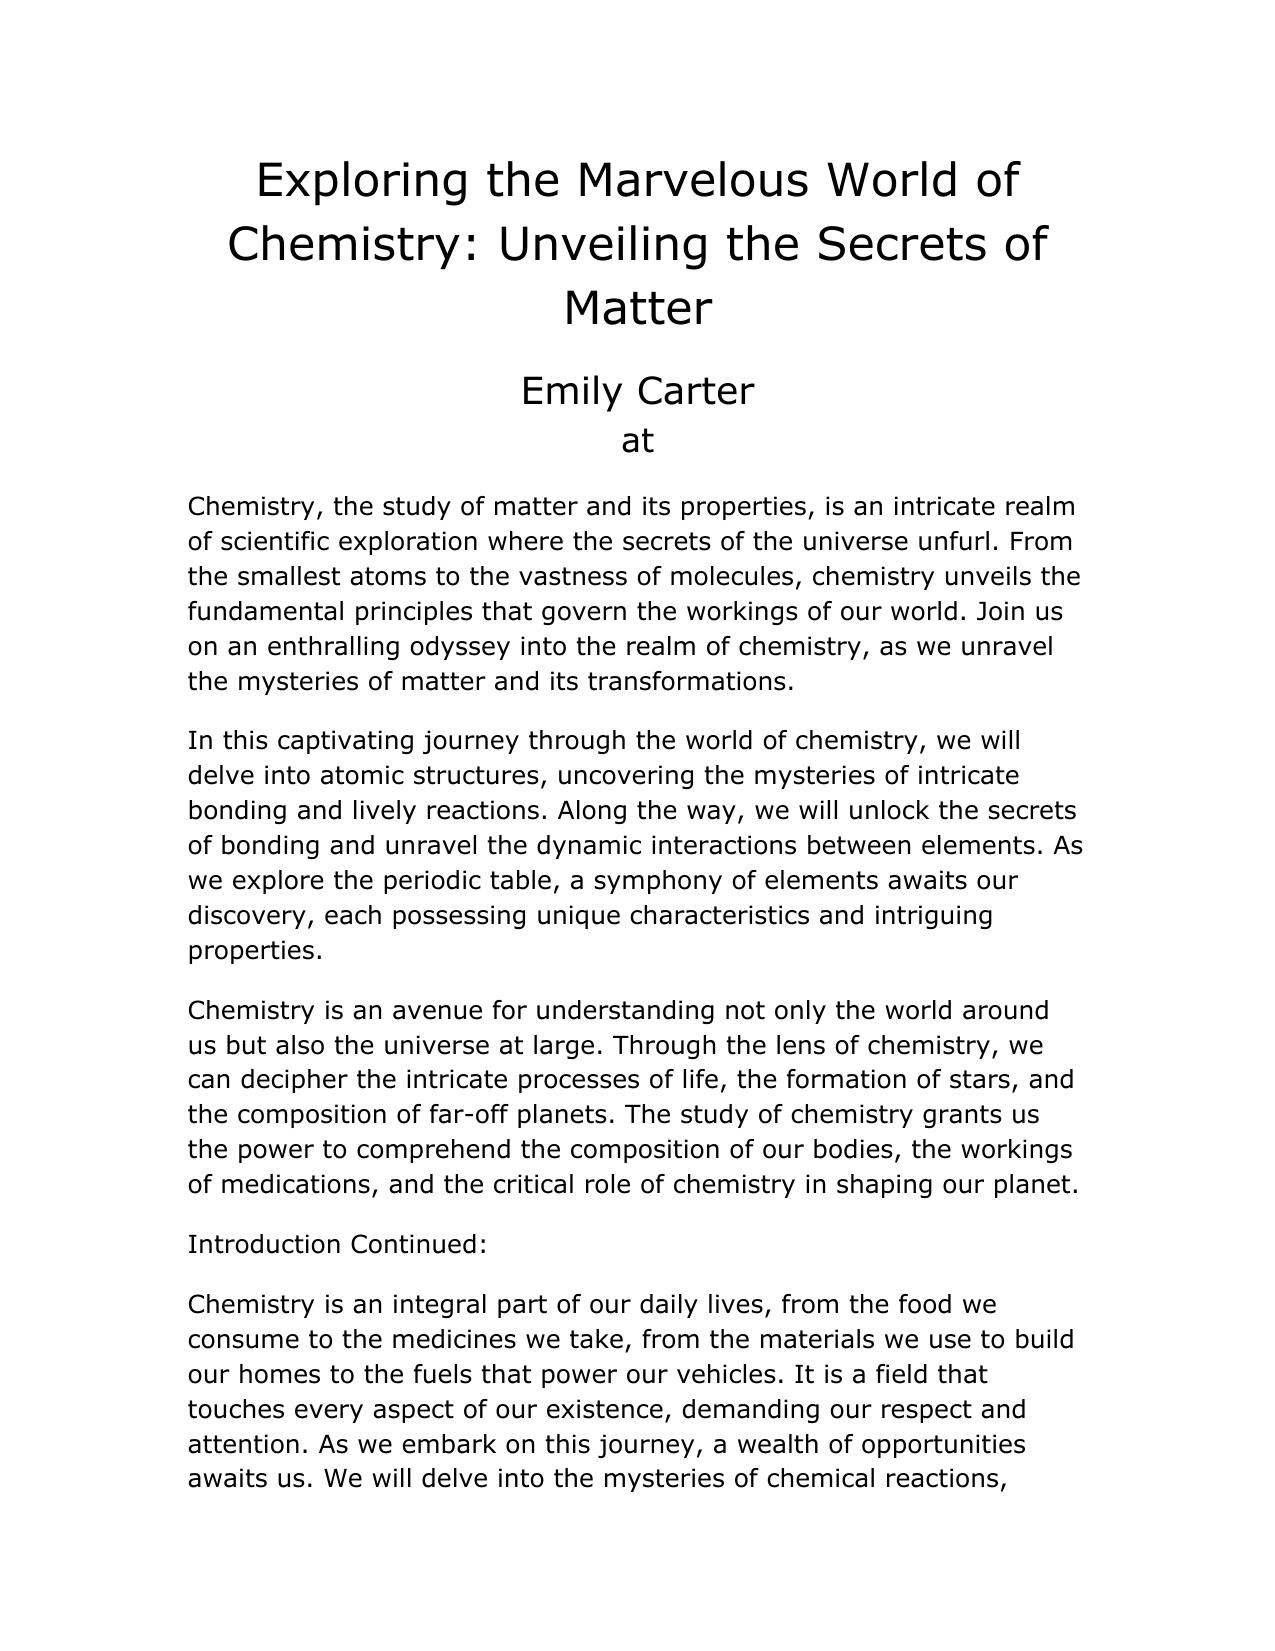 Exploring the Marvelous World of
Chemistry: Unveiling the Secrets of
Matter
Emily Carter
at
Chemistry, the study of matter and its properties, is an intricate realm
of scientific exploration where the secrets of the universe unfurl. From
the smallest atoms to the vastness of molecules, chemistry unveils the
fundamental principles that govern the workings of our world. Join us
on an enthralling odyssey into the realm of chemistry, as we unravel
the mysteries of matter and its transformations.
In this captivating journey through the world of chemistry, we will
delve into atomic structures, uncovering the mysteries of intricate
bonding and lively reactions. Along the way, we will unlock the secrets
of bonding and unravel the dynamic interactions between elements. As
we explore the periodic table, a symphony of elements awaits our
discovery, each possessing unique characteristics and intriguing
properties.
Chemistry is an avenue for understanding not only the world around
us but also the universe at large. Through the lens of chemistry, we
can decipher the intricate processes of life, the formation of stars, and
the composition of far-off planets. The study of chemistry grants us
the power to comprehend the composition of our bodies, the workings
of medications, and the critical role of chemistry in shaping our planet.
Introduction Continued:
Chemistry is an integral part of our daily lives, from the food we
consume to the medicines we take, from the materials we use to build
our homes to the fuels that power our vehicles. It is a field that
touches every aspect of our existence, demanding our respect and
attention. As we embark on this journey, a wealth of opportunities
awaits us. We will delve into the mysteries of chemical reactions,